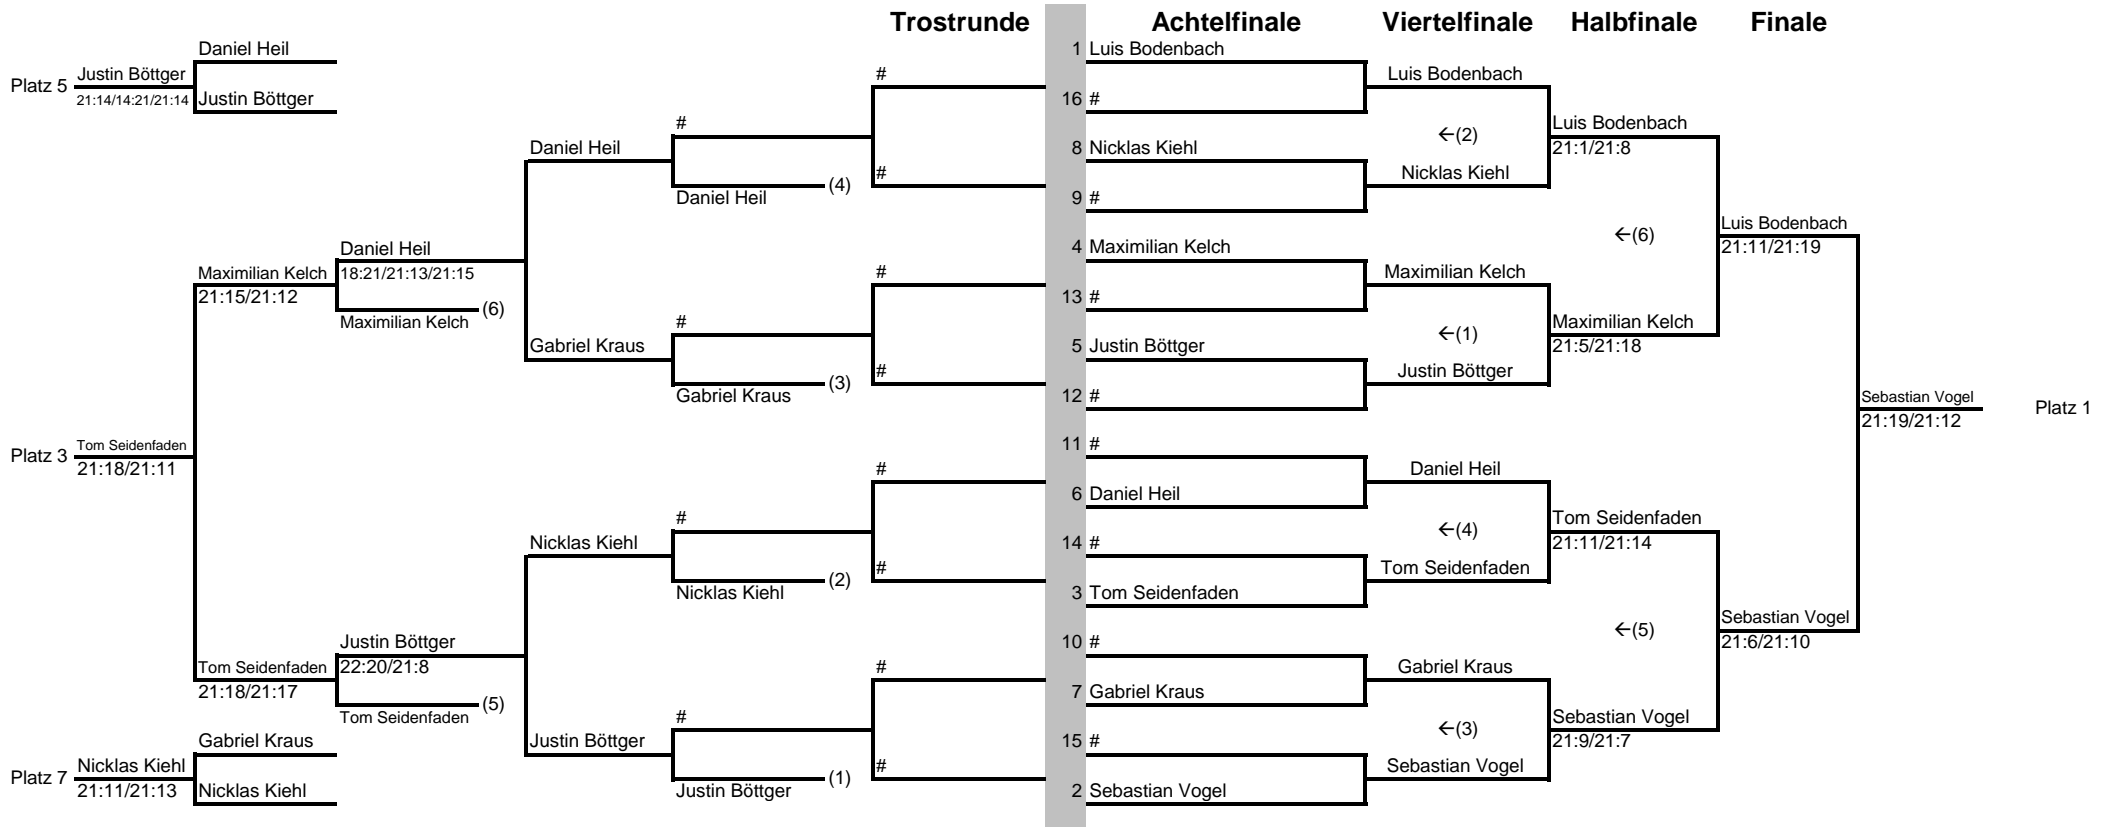 Trostrunde Achtelfinale Viertelfinale Halbfinale Finale
Daniel Heil 1 Luis Bodenbach
Justin Böttger # Luis Bodenbach
Platz 5
21:14/14:21/21:14 Justin Böttger 16 #
# Luis Bodenbach
←(2)
Daniel Heil 8 Nicklas Kiehl 21:1/21:8
# Nicklas Kiehl
(4)
Daniel Heil 9 #
Luis Bodenbach
←(6)
Daniel Heil 4 Maximilian Kelch 21:11/21:19
Maximilian Kelch 18:21/21:13/21:15 # Maximilian Kelch
21:15/21:12 13 #
(6)
Maximilian Kelch # Maximilian Kelch
←(1)
Gabriel Kraus 5 Justin Böttger 21:5/21:18
# Justin Böttger
(3)
Gabriel Kraus 12 # Sebastian Vogel
Platz 1
21:19/21:12
Tom Seidenfaden 11 #
Platz 3
21:18/21:11 # Daniel Heil
6 Daniel Heil
# Tom Seidenfaden
←(4)
Nicklas Kiehl 14 # 21:11/21:14
# Tom Seidenfaden
(2)
Nicklas Kiehl 3 Tom Seidenfaden
Sebastian Vogel
←(5)
Justin Böttger 10 # 21:6/21:10
Tom Seidenfaden 22:20/21:8 # Gabriel Kraus
21:18/21:17 7 Gabriel Kraus
(5)
Tom Seidenfaden # Sebastian Vogel
←(3)
Gabriel Kraus Justin Böttger 15 # 21:9/21:7
Nicklas Kiehl # Sebastian Vogel
Platz 7 (1)
21:11/21:13 Nicklas Kiehl Justin Böttger 2 Sebastian Vogel